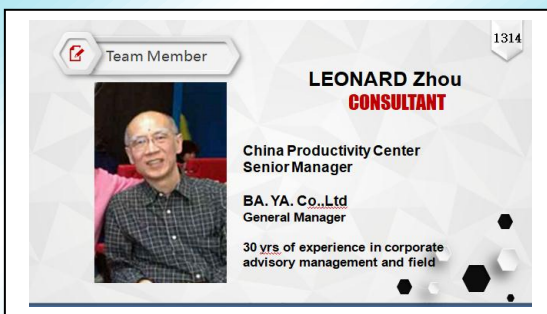 1314
Team Member
LEONARD Zhou
CONSULTANT
China Productivity Center
Senior Manager
BA. YA. Co.,Ltd
General Manager
30 yrs of experience in corporate
advisory management and field